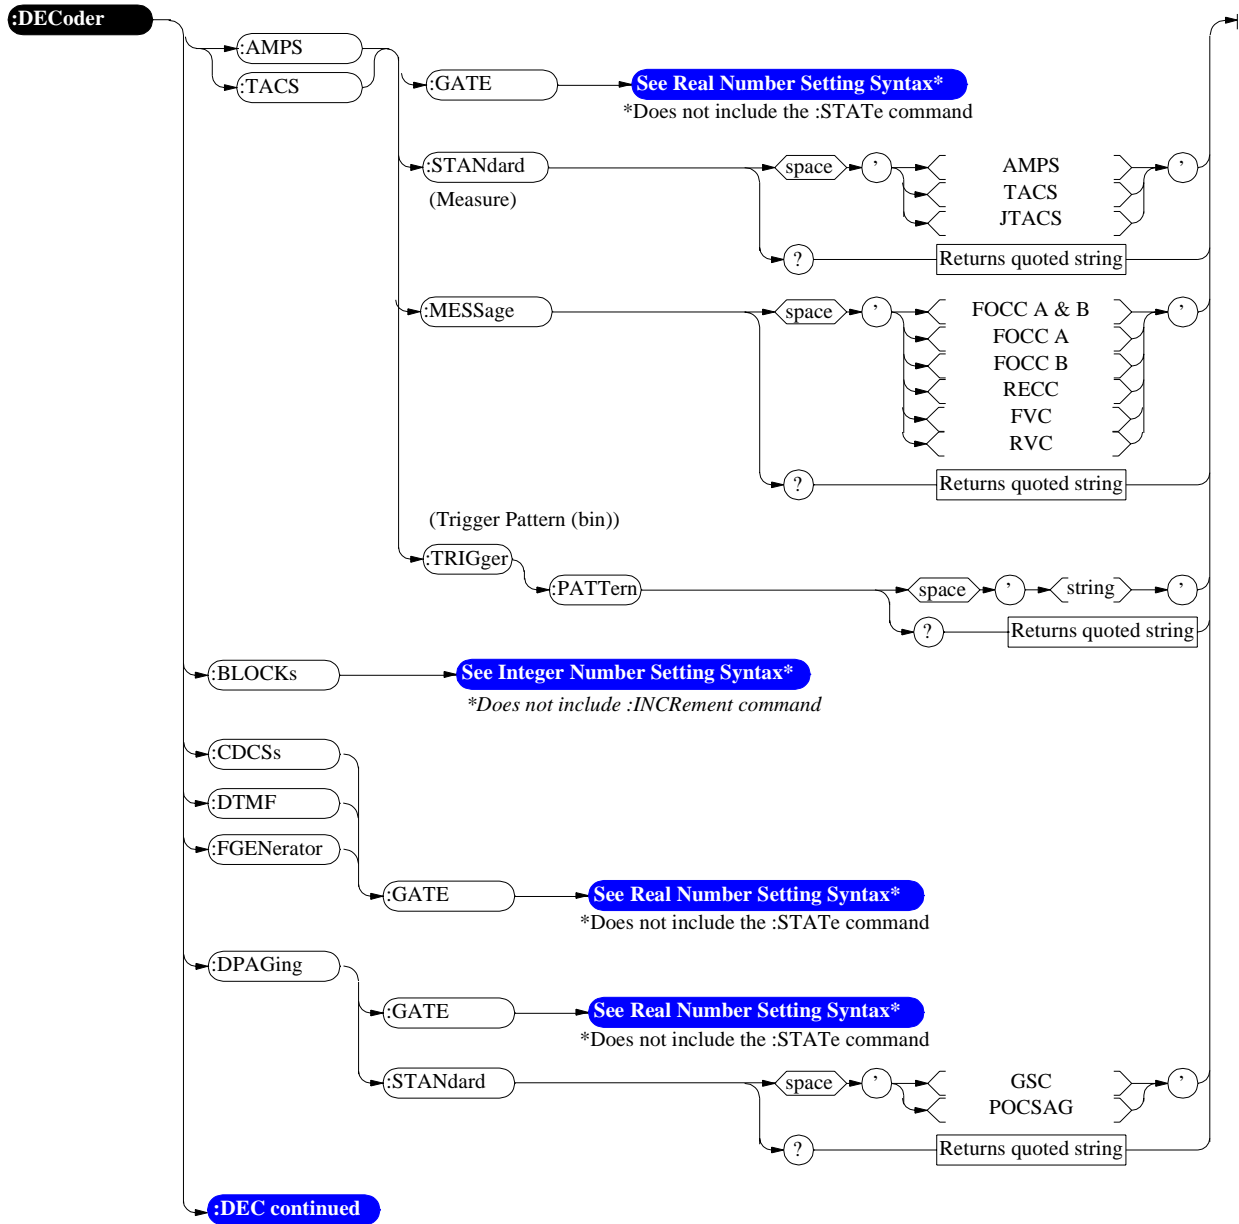 :DECoder
:AMPS
:TACS
:GATE
See Real Number Setting Syntax*
*Does not include the :STATe command
:STANdard
(Measure)
space
’
AMPS
TACS
JTACS
’
?
Returns quoted string
:MESSage
space
’
FOCC A & B
FOCC A
FOCC B
RECC
FVC
RVC
’
?
Returns quoted string
(Trigger Pattern (bin))
:TRIGger
:PATTern
space
’
string
’
?
Returns quoted string
:BLOCKs
See Integer Number Setting Syntax*
*Does not include :INCRement command
:CDCSs
:DTMF
:FGENerator
:GATE
See Real Number Setting Syntax*
*Does not include the :STATe command
:DPAGing
:GATE
See Real Number Setting Syntax*
*Does not include the :STATe command
:STANdard
space
’
GSC
POCSAG
’
?
Returns quoted string
:DEC continued